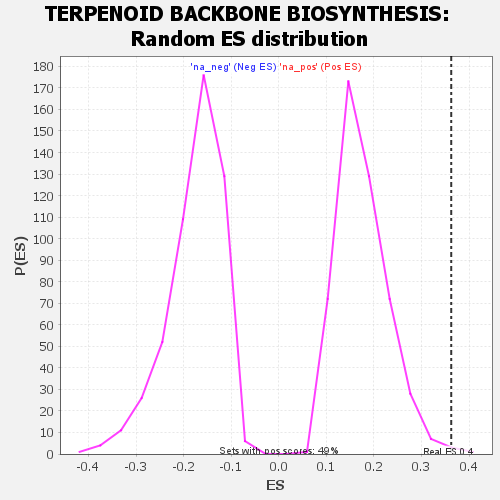 TERPENOID BACKBONE BIOSYNTHESIS:
Random ES distribution
'na_neg' (Neg ES) 'na_pos' (Pos ES)
180
170
160
150
140
130
120
110
100
90
80
70
60
50
40
30
20
10
0
P(ES)
Sets with pos scores: 49%
Real ES 0.4
-0.4 -0.3 -0.2 -0.1 0.0 0.1 0.2 0.3 0.4
ES